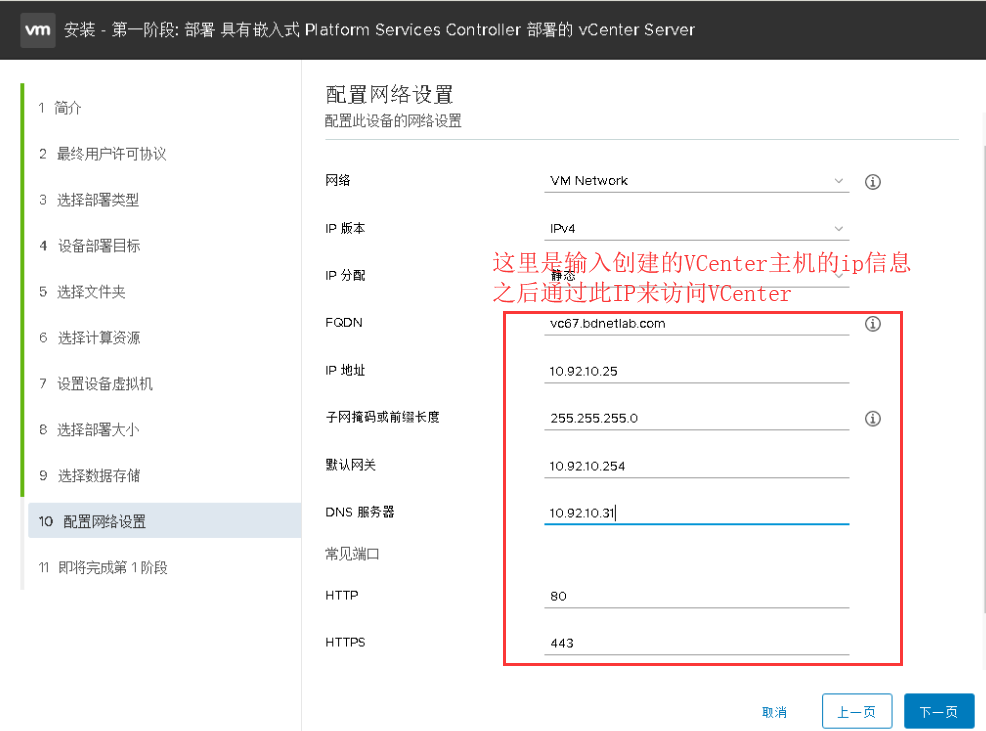 vm 安装 - 第一阶段: 部署 具有嵌入式 Platform Services Controller 部署的 vCenter Server
1 简介
2 最终用户许可协议
3 选择部署类型
4 设备部署目标
5 选择文件夹
6 选择计算资源
7 设置设备虚拟机
8 选择部署大小
9 选择数据存储
10 配置网络设置
11 即将完成第 1 阶段
配置网络设置
配置此设备的网络设置
网络 VM Network
IP 版本 IPv4
这里是输入创建的VCenter主机的ip信息
IP 分配 静态
之后通过此IP来访问VCenter
FQDN vc67.bdnetlab.com
IP 地址 10.92.10.25
子网掩码或前缀长度 255.255.255.0
默认网关 10.92.10.254
DNS 服务器 10.92.10.31
常见端口
HTTP 80
HTTPS 443
取消 上一页 下一页